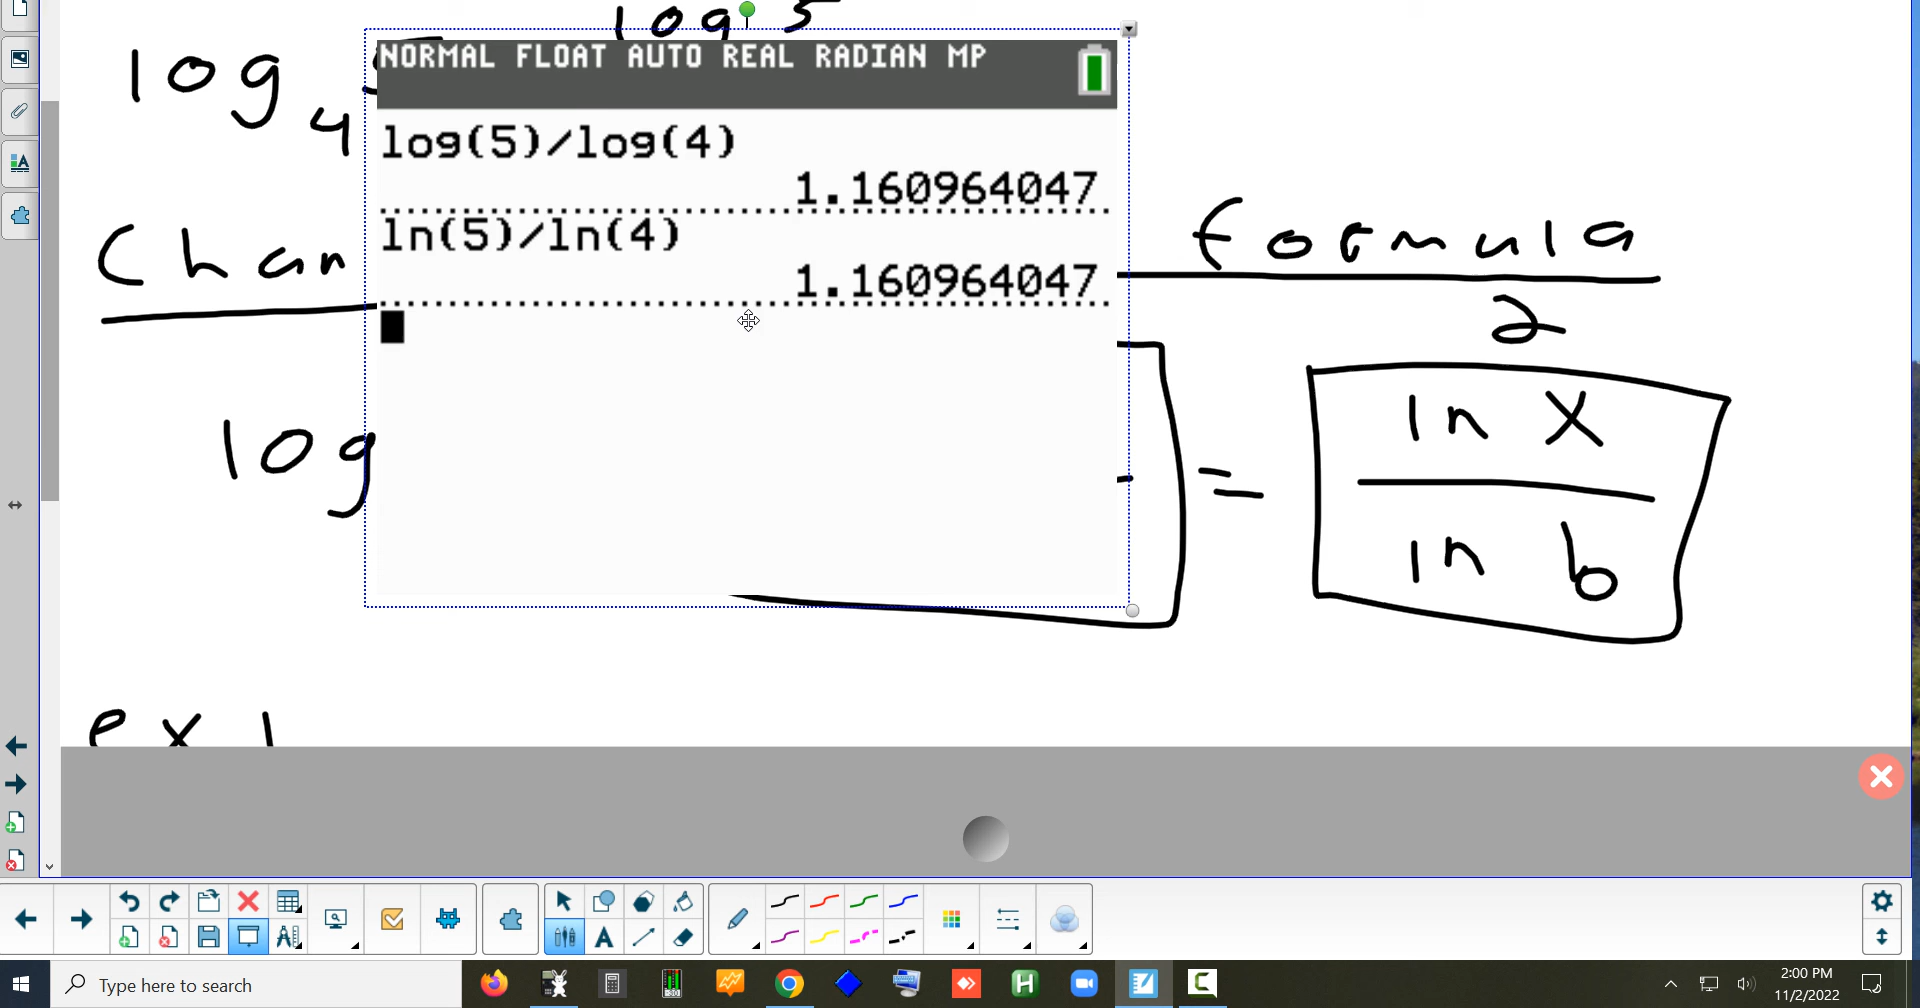 log 5
log 4
NORMAL FLOAT AUTO REAL RADIAN MP
log(5)/log(4)
1.160964047
ln(5)/ln(4)
1.160964047
Chan formula
2
log = ln x
ln b
ex 1
Type here to search
2:00 PM
11/2/2022